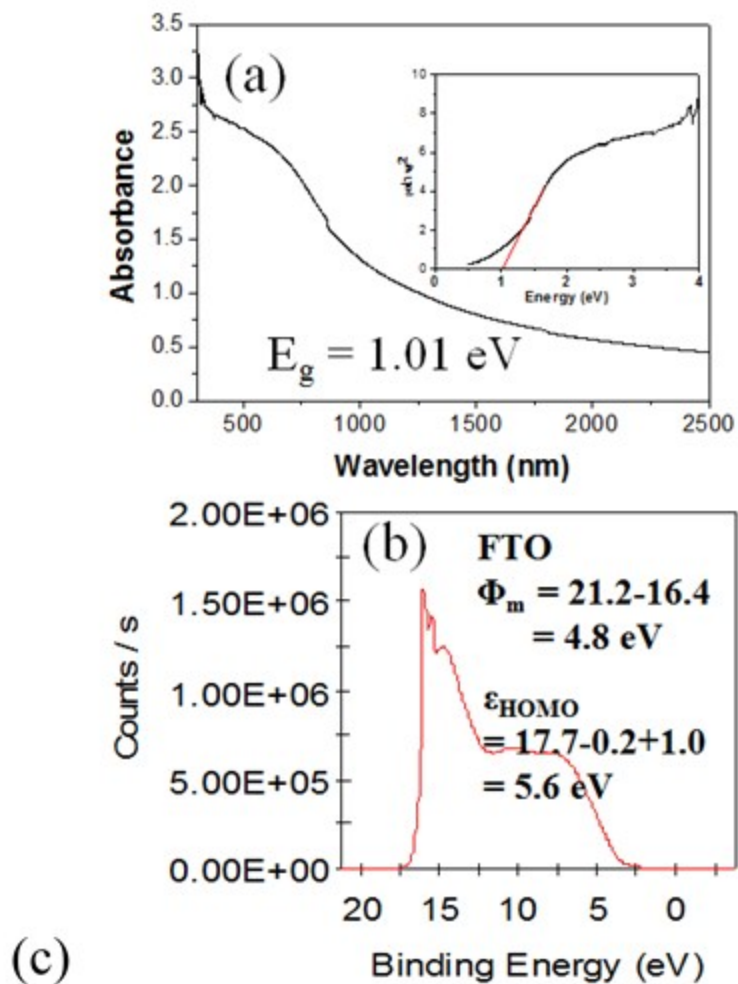 3.5
(a)
3.0
2.5
2.0
1.5
1.0
0.5
0.0
Absorbance
10
8
6
4
2
0
0 1 2 3 4
Energy (eV)
E_g = 1.01 eV
500 1000 1500 2000 2500
Wavelength (nm)
2.00E+06
1.50E+06
1.00E+06
5.00E+05
0.00E+00
Counts / s
(b)
FTO
Φ_m = 21.2-16.4
= 4.8 eV
ε_HOMO
= 17.7-0.2+1.0
= 5.6 eV
20 15 10 5 0
Binding Energy (eV)
(c)